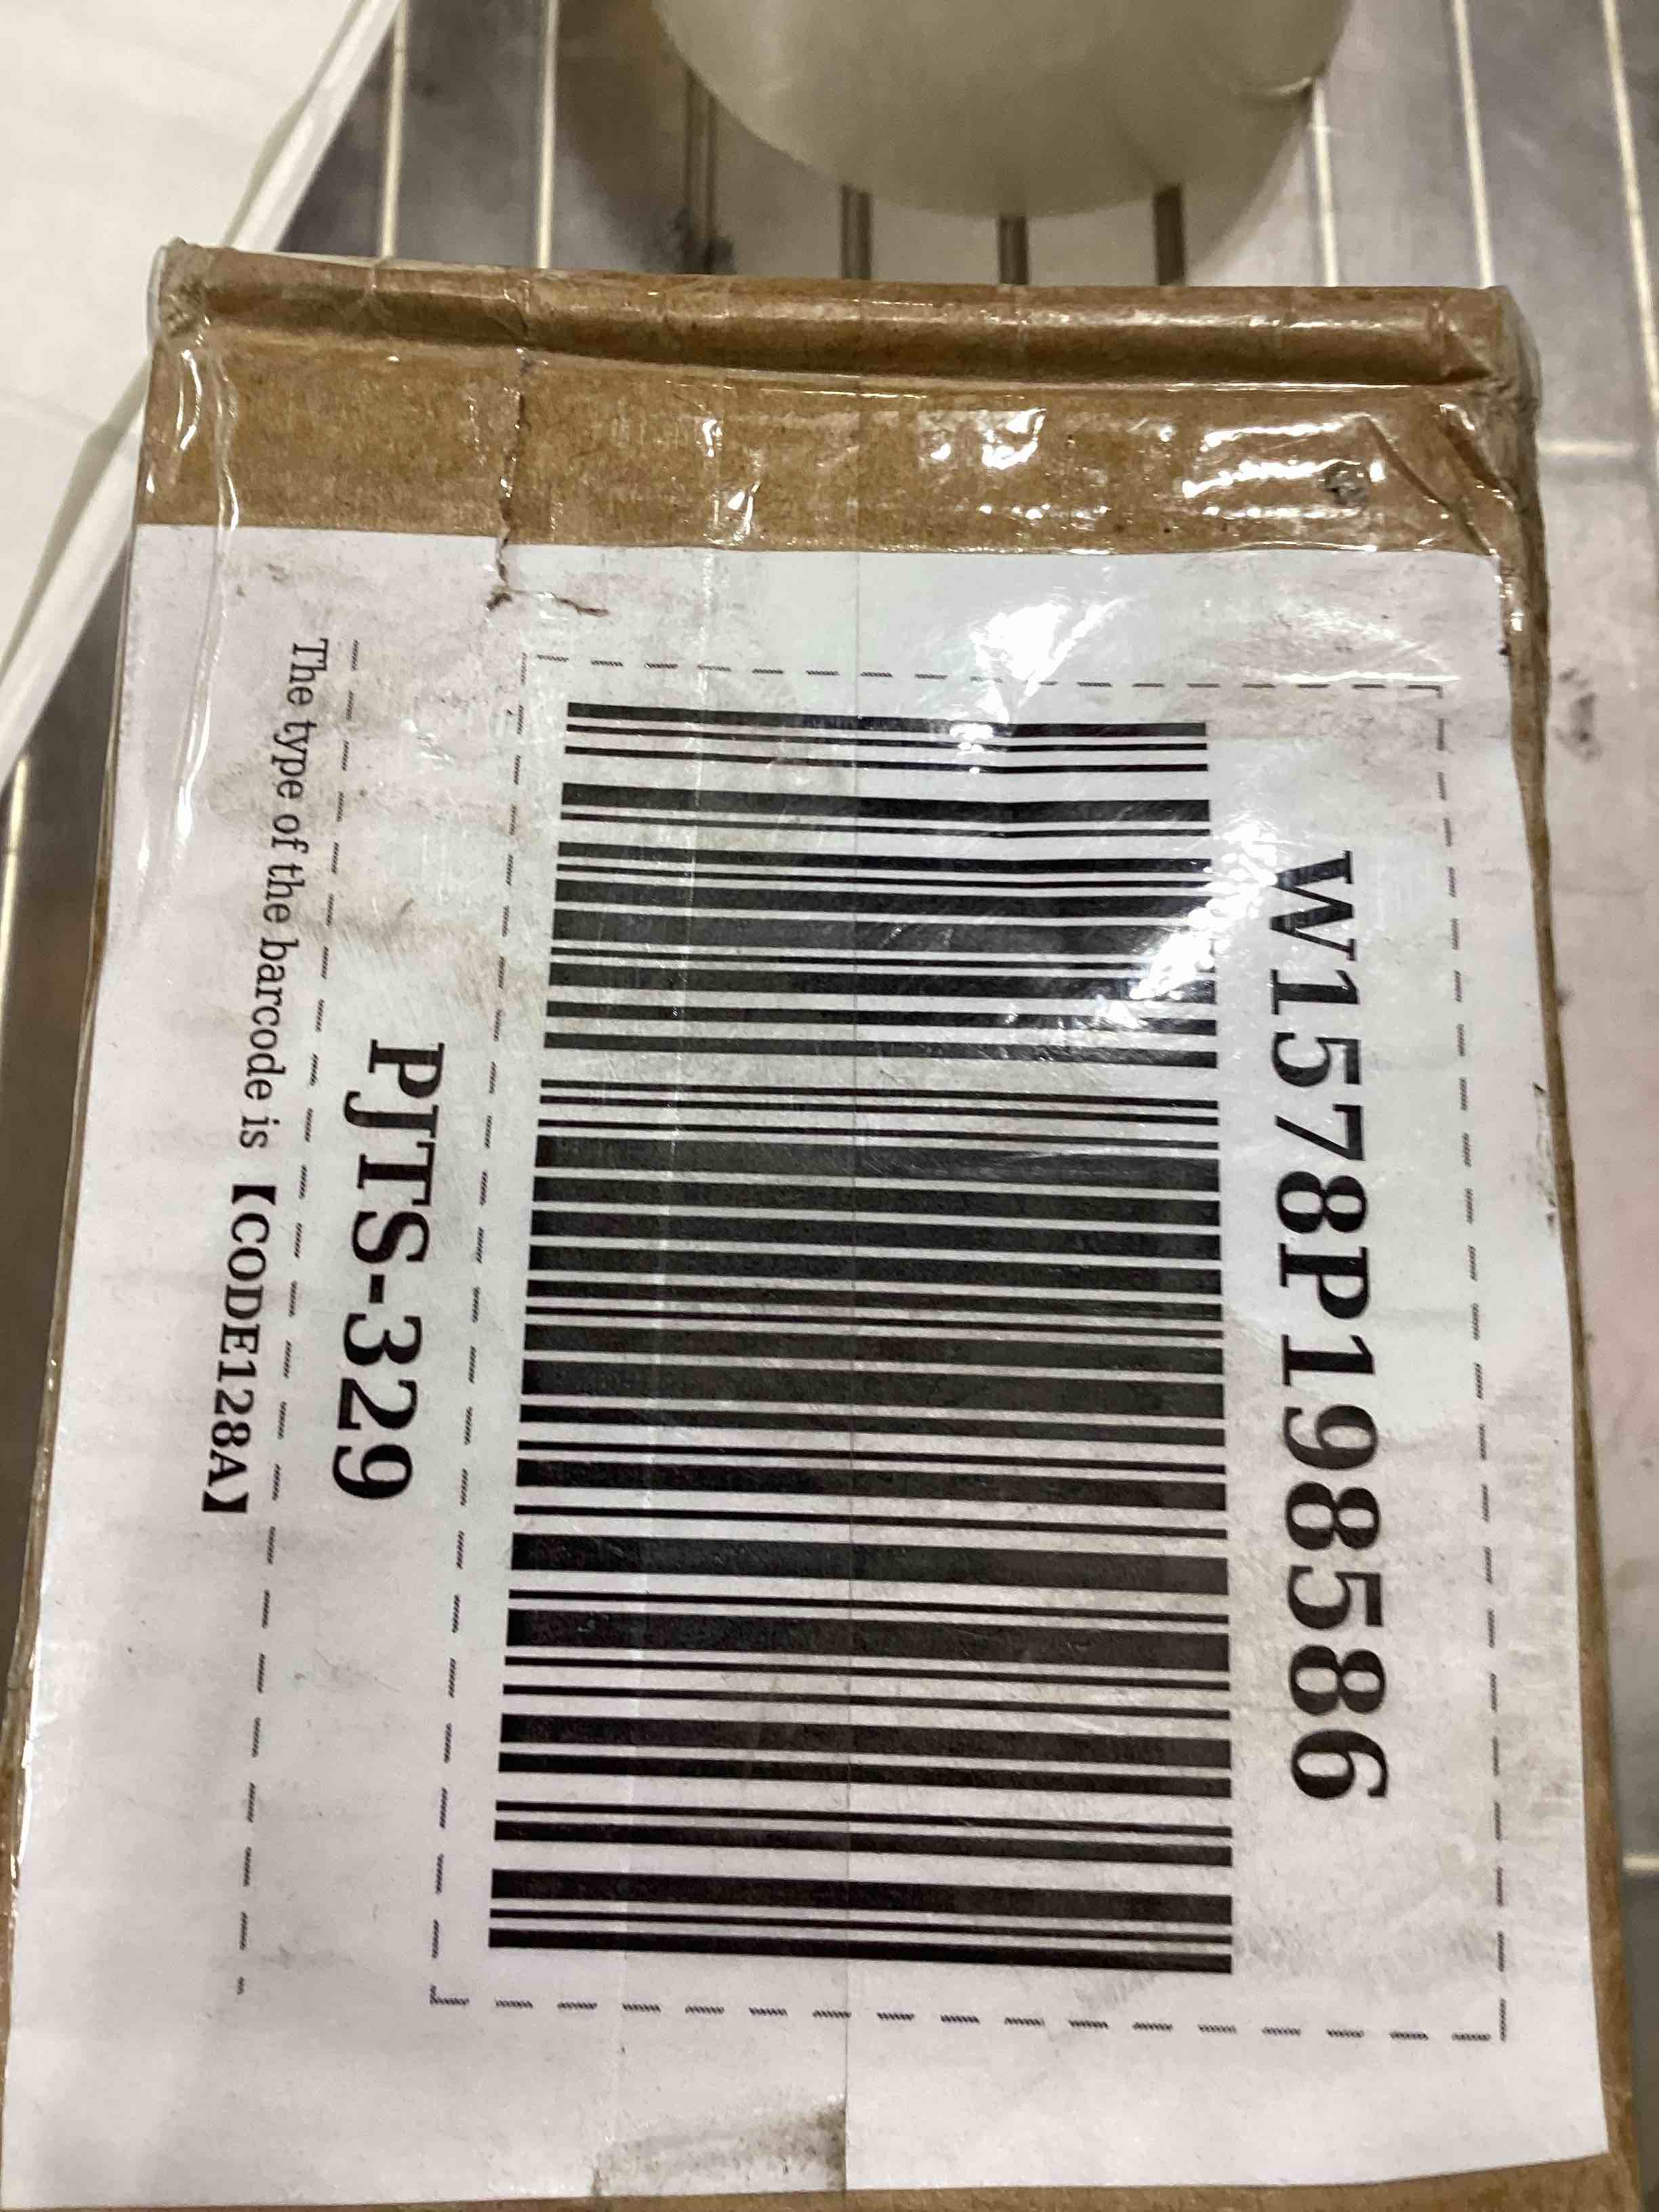 W1578P198586
PJTS-329
The type of the barcode is【CODE128A】